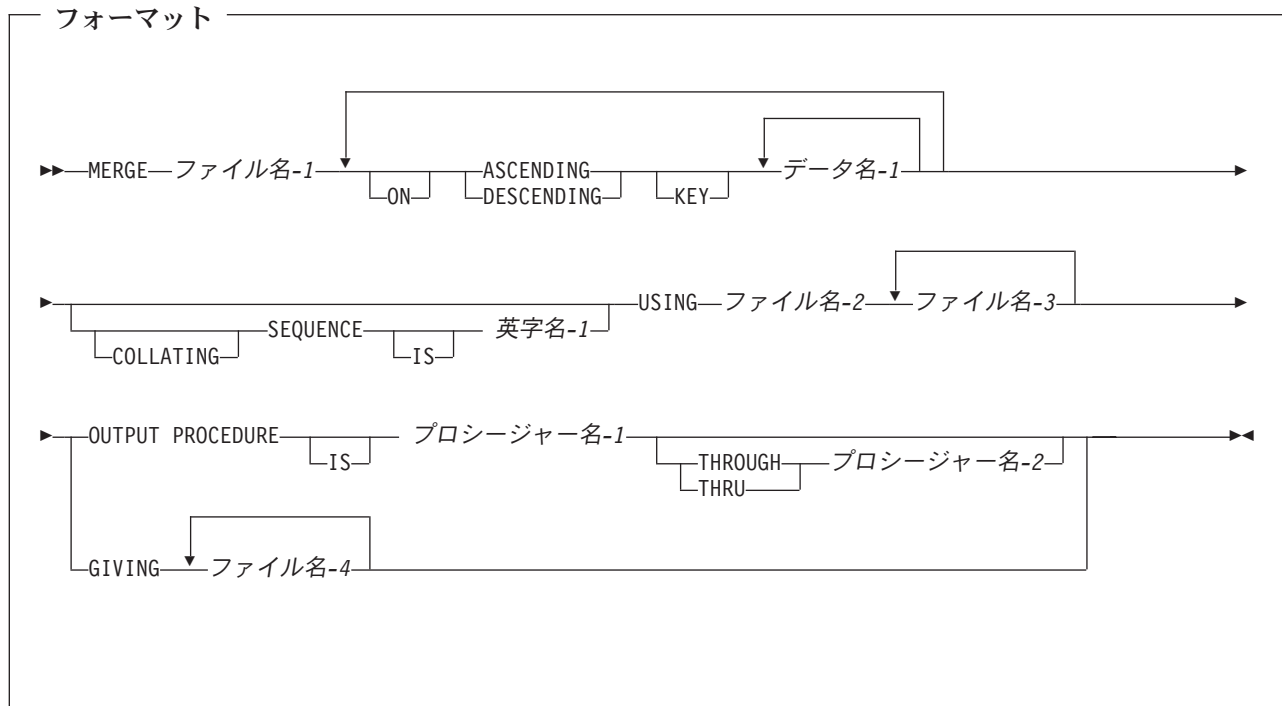 フォーマット
MERGE ファイル名-1 ASCENDING データ名-1
ON DESCENDING KEY
USING ファイル名-2 ファイル名-3
SEQUENCE 英字名-1
COLLATING IS
OUTPUT PROCEDURE プロシージャー名-1
IS THROUGH プロシージャー名-2
THRU
GIVING ファイル名-4